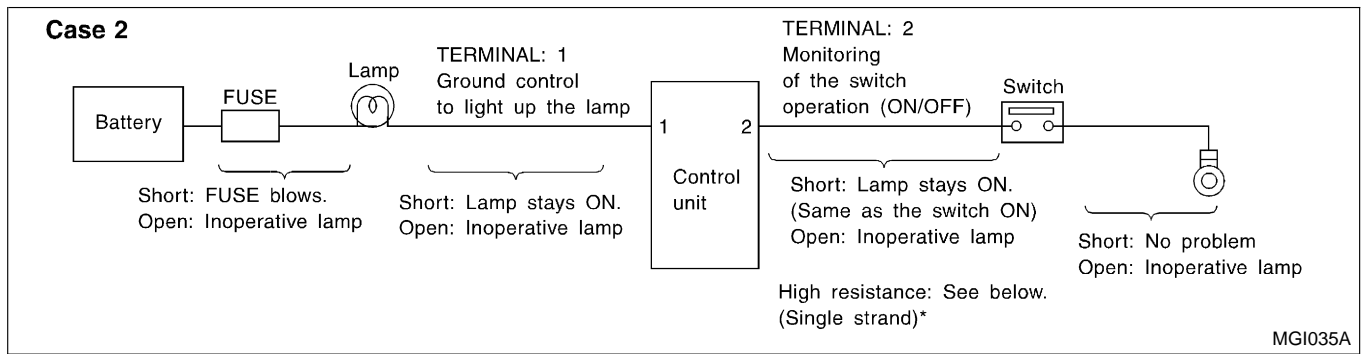 Case 2
Battery
FUSE
Lamp
TERMINAL: 1
Ground control
to light up the lamp
1
2
Control
unit
TERMINAL: 2
Monitoring
of the switch
operation (ON/OFF)
Switch
Short: FUSE blows.
Open: Inoperative lamp
Short: Lamp stays ON.
Open: Inoperative lamp
Short: Lamp stays ON.
(Same as the switch ON)
Open: Inoperative lamp
High resistance: See below.
(Single strand)*
Short: No problem
Open: Inoperative lamp
MGI035A